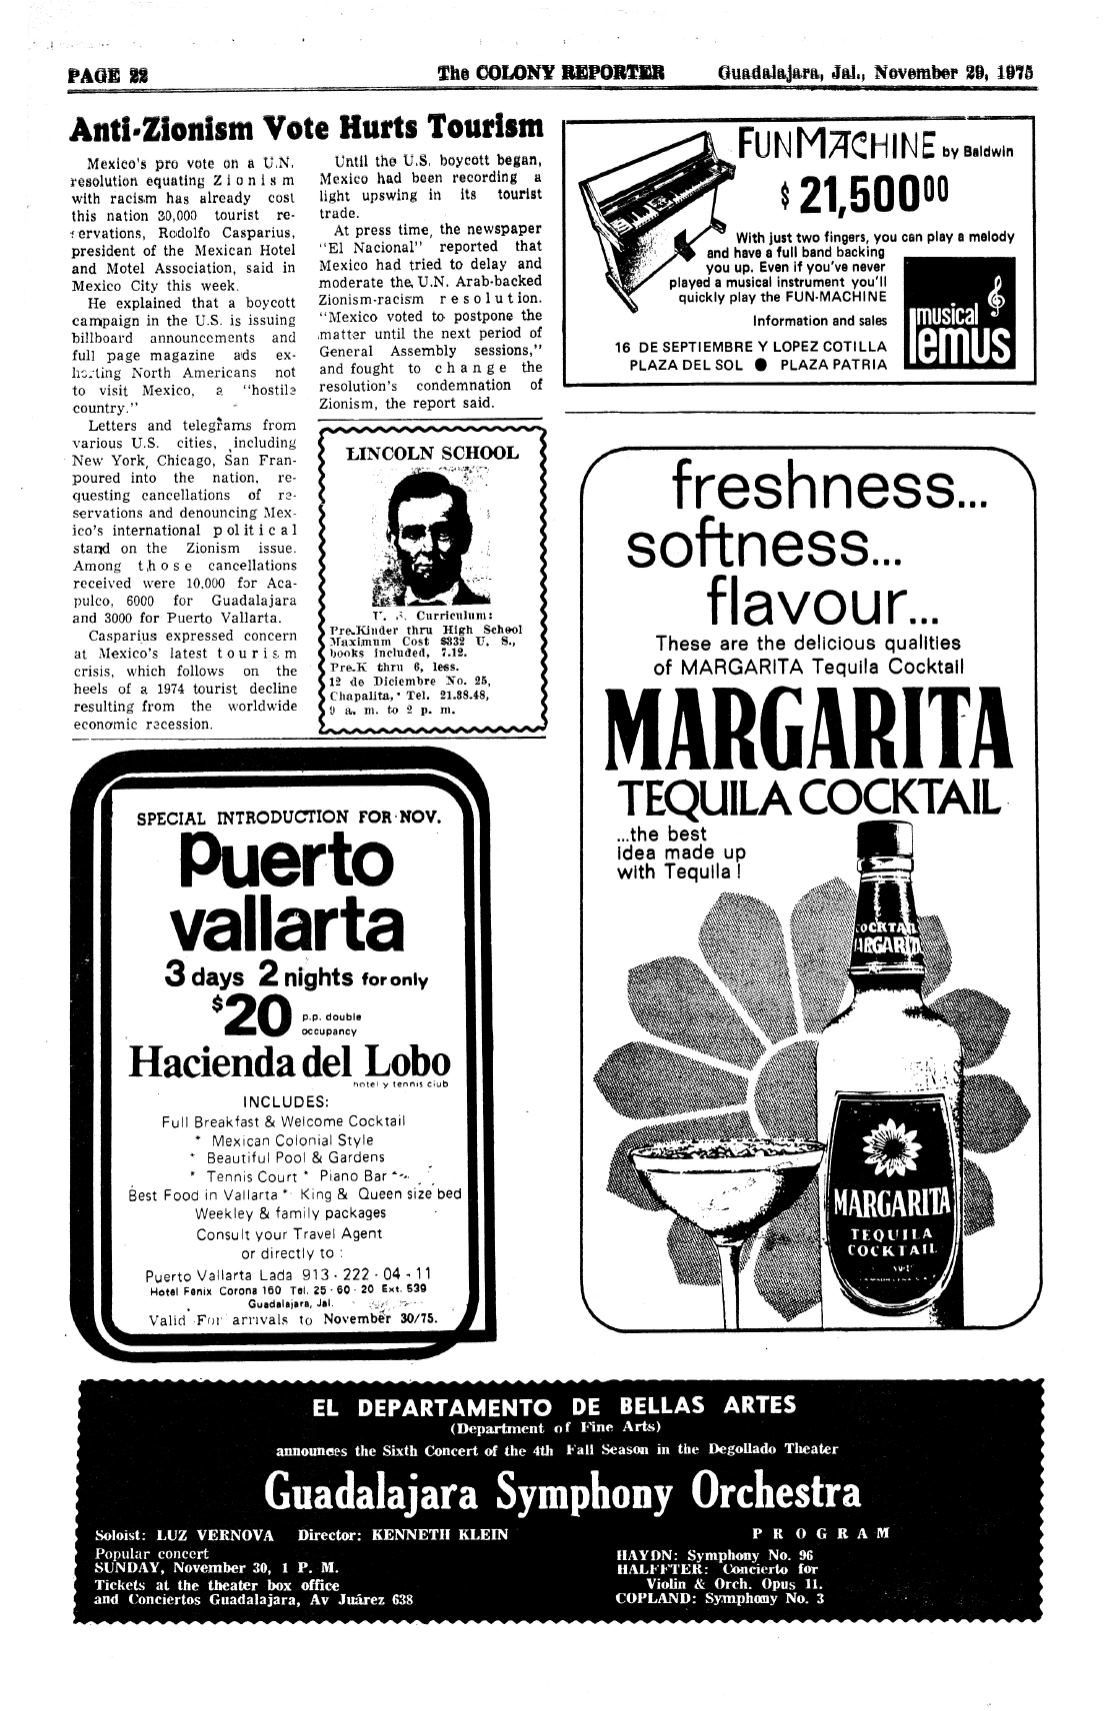 PAGE 22
The COLONY REPORTER
Guadalajara, Jal., November 29, 1975
Anti-Zionism Vote Hurts Tourism
Mexico's pro vote on a U.N.
resolution equating Zionism
with racism has already cost
this nation 30,000 tourist re-
servations, Rodolfo Casparius,
president of the Mexican Hotel
and Motel Association, said in
Mexico City this week.
He explained that a boycott
campaign in the U.S. is issuing
billboard announcements and
full page magazine ads ex-
horting North Americans not
to visit Mexico, a "hostile
country."
Letters and telegrams from
various U.S. cities, including
New York, Chicago, San Fran-
poured into the nation, re-
questing cancellations of re-
servations and denouncing Mex-
ico's international political
stand on the Zionism issue.
Among those cancellations
received were 10,000 for Aca-
pulco, 6000 for Guadalajara
and 3000 for Puerto Vallarta.
Casparius expressed concern
at Mexico's latest tourism
crisis, which follows on the
heels of a 1974 tourist decline
resulting from the worldwide
economic recession.
Until the U.S. boycott began,
Mexico had been recording a
light upswing in its tourist
trade.
At press time, the newspaper
"El Nacional" reported that
Mexico had tried to delay and
moderate the U.N. Arab-backed
Zionism-racism resolution.
"Mexico voted to postpone the
matter until the next period of
General Assembly sessions,"
and fought to change the
resolution's condemnation of
Zionism, the report said.
LINCOLN SCHOOL
U. S. Curriculum:
Pre-Kinder thru High School
Maximum Cost $332 U. S.,
books included, 7.12.
Pre-K thru 6, less.
12 de Diciembre No. 25,
Chapalita, Tel. 21.88.48,
9 a. m. to 2 p. m.
FUNMACHINE by Baldwin
$ 21,500 00
With just two fingers, you can play a melody
and have a full band backing
you up. Even if you've never
played a musical instrument you'll
quickly play the FUN-MACHINE
Information and sales
16 DE SEPTIEMBRE Y LOPEZ COTILLA
PLAZA DEL SOL ● PLAZA PATRIA
musical
lemus
freshness...
softness...
flavour...
These are the delicious qualities
of MARGARITA Tequila Cocktail
MARGARITA
TEQUILA COCKTAIL
...the best
idea made up
with Tequila !
COCKTAIL
MARGARITA
MARGARITA
TEQUILA
COCKTAIL
SPECIAL INTRODUCTION FOR NOV.
Puerto
vallarta
3 days 2 nights for only
$20 p.p. double
occupancy
Hacienda del Lobo
hotel y tennis club
INCLUDES:
Full Breakfast & Welcome Cocktail
* Mexican Colonial Style
* Beautiful Pool & Gardens
* Tennis Court * Piano Bar *
Best Food in Vallarta * King & Queen size bed
Weekley & family packages
Consult your Travel Agent
or directly to :
Puerto Vallarta Lada 913 - 222 - 04 - 11
Hotel Fenix Corona 160 Tel. 25 - 60 - 20 Ext. 539
Guadalajara, Jal.
Valid For arrivals to November 30/75.
EL DEPARTAMENTO DE BELLAS ARTES
(Department of Fine Arts)
announces the Sixth Concert of the 4th Fall Season in the Degollado Theater
Guadalajara Symphony Orchestra
Soloist: LUZ VERNOVA Director: KENNETH KLEIN
Popular concert
SUNDAY, November 30, 1 P. M.
Tickets at the theater box office
and Conciertos Guadalajara, Av Juárez 638
PROGRAM
HAYDN: Symphony No. 96
HALFFTER: Concierto for
Violin & Orch. Opus 11.
COPLAND: Symphony No. 3